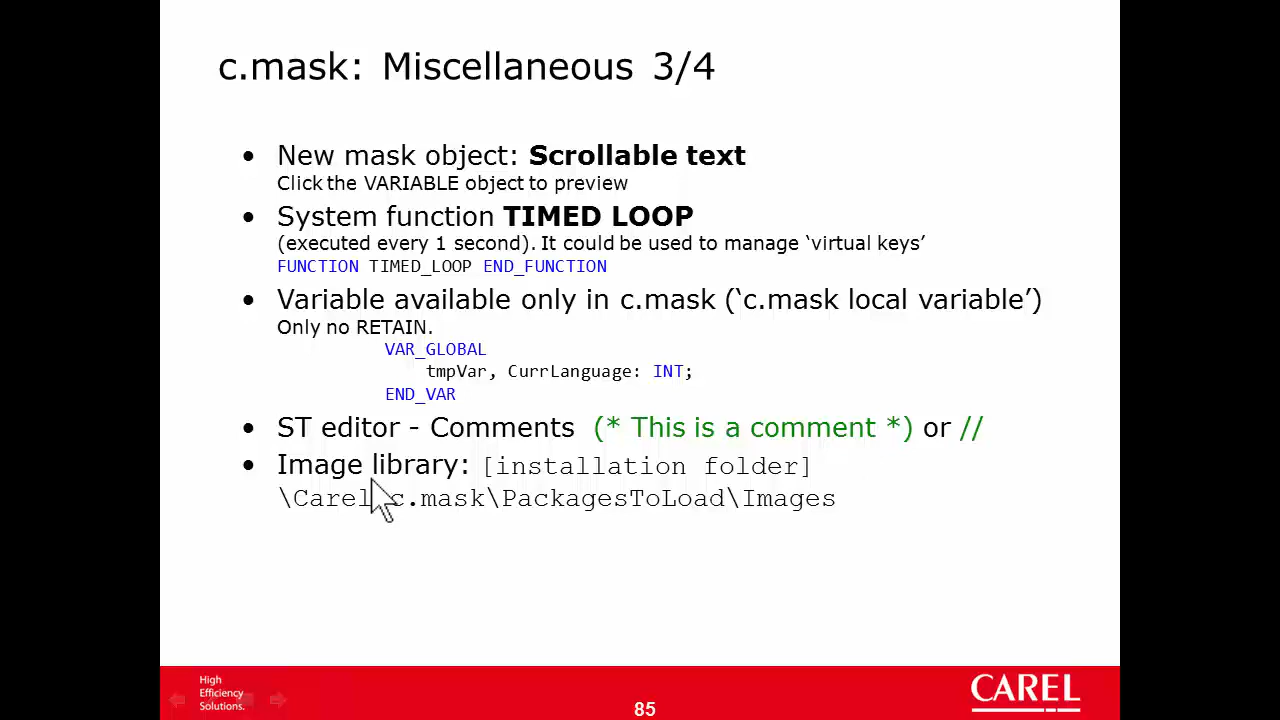 c.mask: Miscellaneous 3/4
• New mask object: Scrollable text
Click the VARIABLE object to preview
• System function TIMED LOOP
(executed every 1 second). It could be used to manage ‘virtual keys’
FUNCTION TIMED_LOOP END_FUNCTION
• Variable available only in c.mask (‘c.mask local variable’)
Only no RETAIN.
VAR_GLOBAL
tmpVar, CurrLanguage: INT;
END_VAR
• ST editor - Comments (* This is a comment *) or //
• Image library: [installation folder]
\Carel c.mask\PackagesToLoad\Images
High
Efficiency
Solutions.
85
CAREL